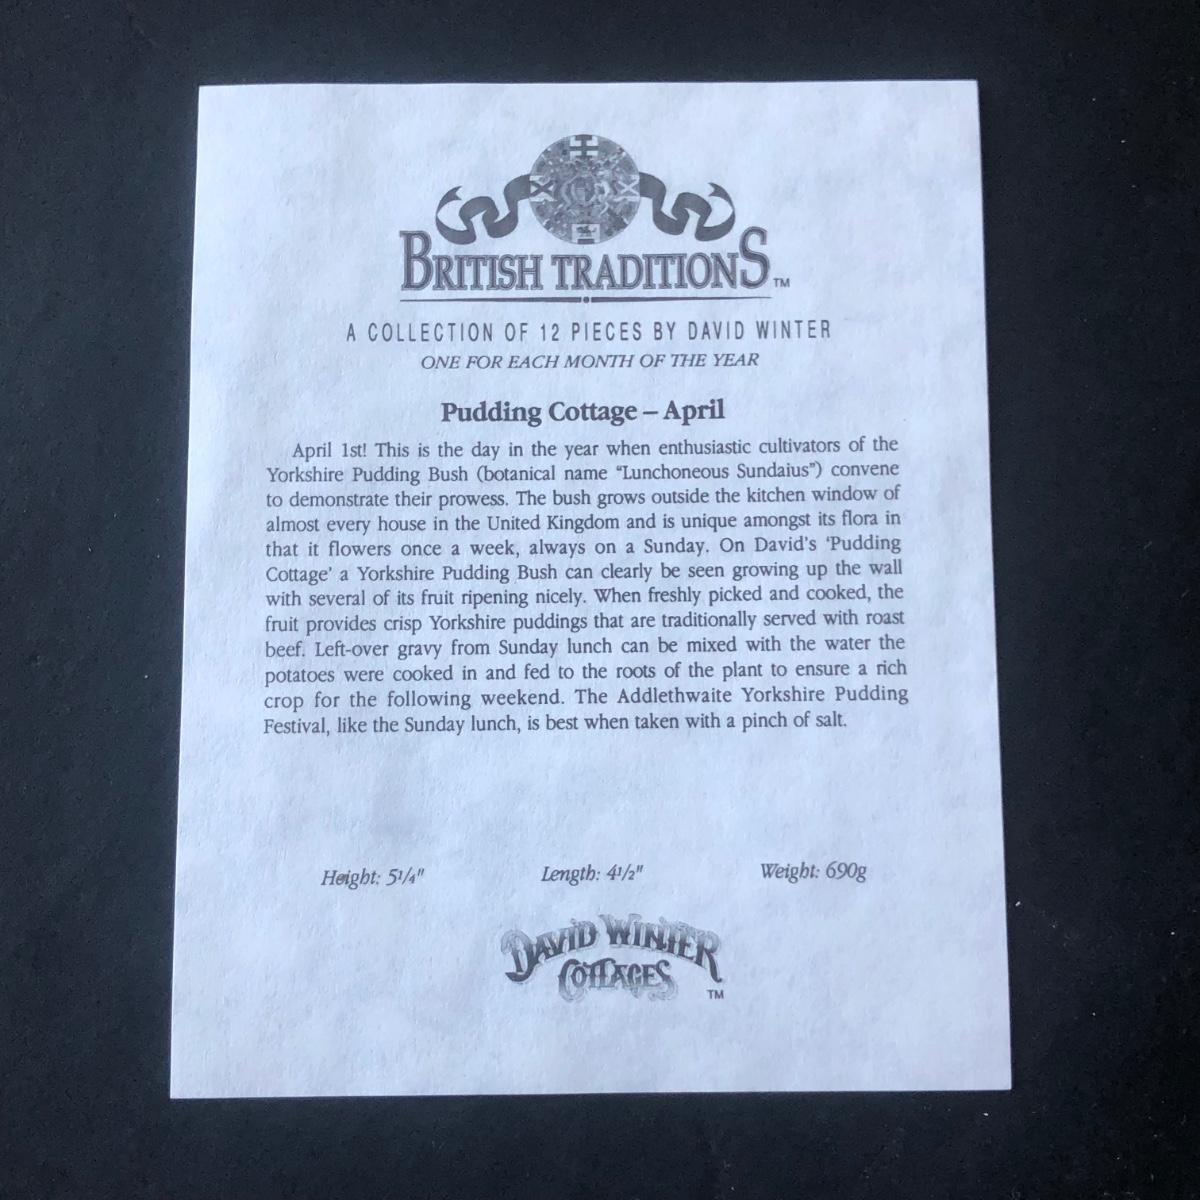 BRITISH TRADITIONS™
A COLLECTION OF 12 PIECES BY DAVID WINTER
ONE FOR EACH MONTH OF THE YEAR
Pudding Cottage – April
April 1st! This is the day in the year when enthusiastic cultivators of the
Yorkshire Pudding Bush (botanical name “Luncheoneous Sundaius”) convene
to demonstrate their prowess. The bush grows outside the kitchen window of
almost every house in the United Kingdom and is unique amongst its flora in
that it flowers once a week, always on a Sunday. On David's ‘Pudding
Cottage’ a Yorkshire Pudding Bush can clearly be seen growing up the wall
with several of its fruit ripening nicely. When freshly picked and cooked, the
fruit provides crisp Yorkshire puddings that are traditionally served with roast
beef. Left-over gravy from Sunday lunch can be mixed with the water the
potatoes were cooked in and fed to the roots of the plant to ensure a rich
crop for the following weekend. The Addlethwaite Yorkshire Pudding
Festival, like the Sunday lunch, is best when taken with a pinch of salt.
Height: 5¼" Length: 4½" Weight: 690g
DAVID WINTER
COTTAGES
™